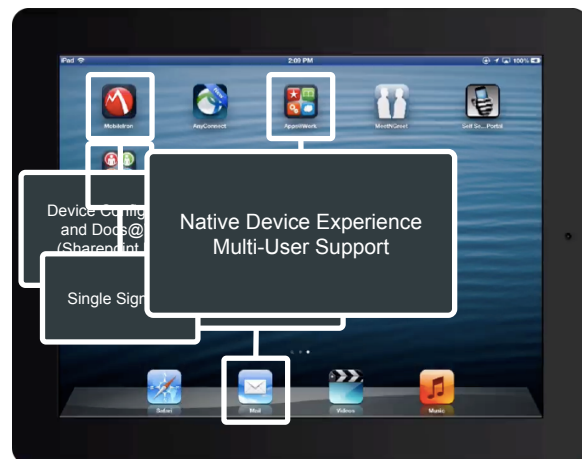 iPad
2:09 PM
100%
MobileIron
AnyConnect
Apps@Work
MeetNGreet
Self Se...Portal
Device Config
and Docs@
(Sharepoint
Native Device Experience
Multi-User Support
Single Sign
Safari
Mail
Videos
Music